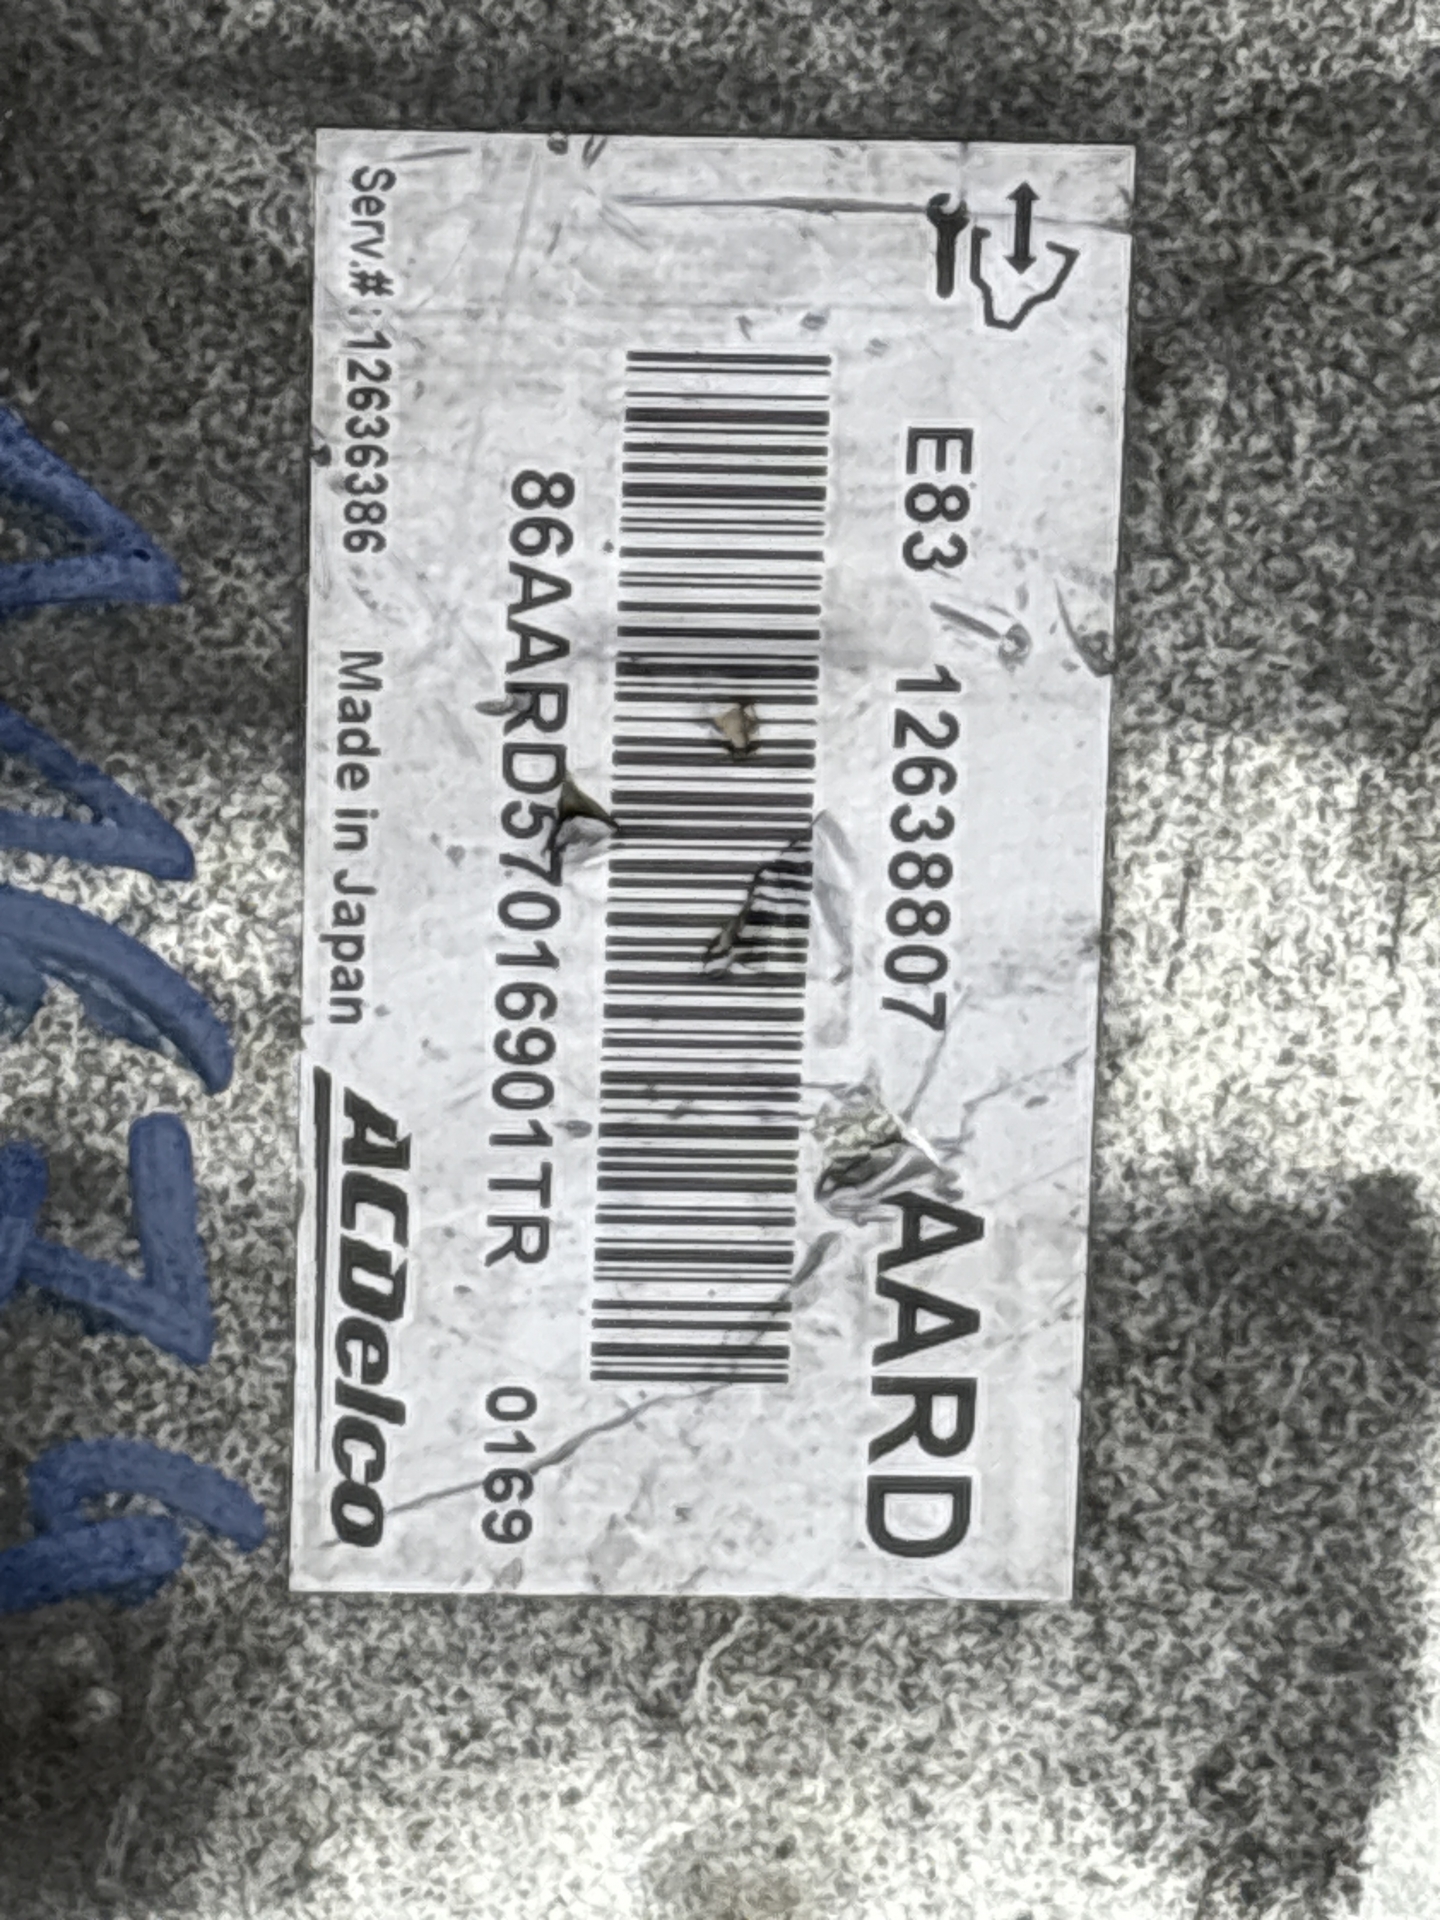 E83 12638807 AARD
86AARD57016901TR 0169
Serv.#:12636386 Made in Japan ACDelco